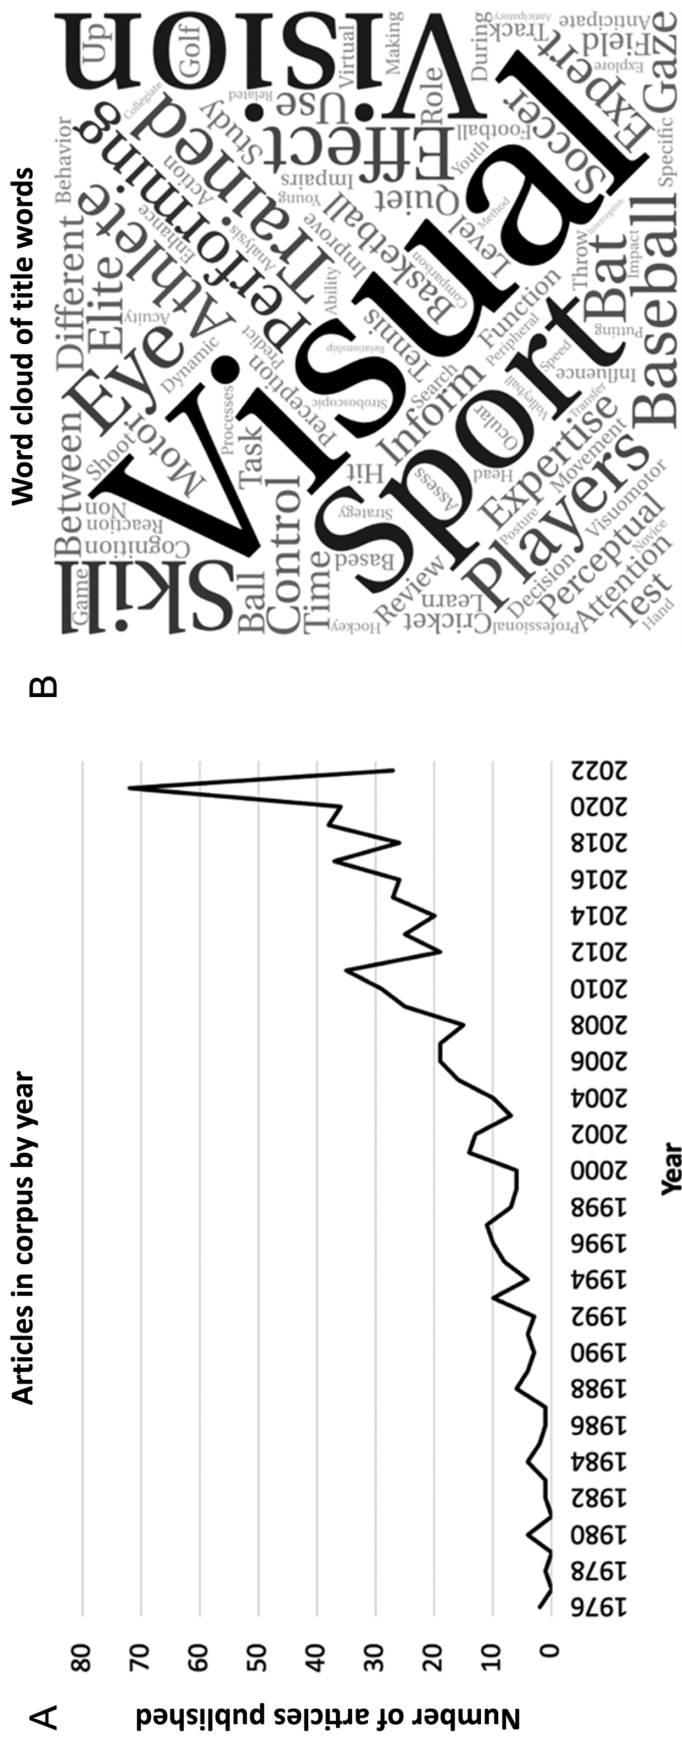 A
Articles in corpus by year
Number of articles published
80
70
60
50
40
30
20
10
0
1976
1978
1980
1982
1984
1986
1988
1990
1992
1994
1996
1998
2000
2002
2004
2006
2008
2010
2012
2014
2016
2018
2020
2022
Year
B
Word cloud of title words
Skill
Game
Between
Different
Behavior
Up
Golf
Vision
Cognition
Reaction
Non
Shoot
Motor
Eye
Elite
Acuity
Athlete
Enhance
Performing
Action
Collegiate
Trained
Study
Related
Use
Virtual
Making
Role
During
Track
Anticipatory
Anticipate
Field
Explore
Gaze
Expert
Specific
Soccer
Football
Youth
Effect
Impairs
Young
Quiet
Basketball
Improve
Ability
Analysis
Predict
Perception
Dynamic
Processes
Task
Ball
Control
Time
Visual
Stroboscopic
Relationship
Tennis
Comparison
Level
Method
Function
Peripheral
Search
Inform
Hit
Strategy
Based
Sport
Assess
Head
Ocular
Volleyball
Speed
Throw
Interceptive
Bat
Impact
Putting
Baseball
Influence
Transfer
Expertise
Movement
Posture
Players
Visuomotor
Perceptual
Novice
Decision
Attention
Test
Hand
Professional
Learn
Cricket
Review
Hockey